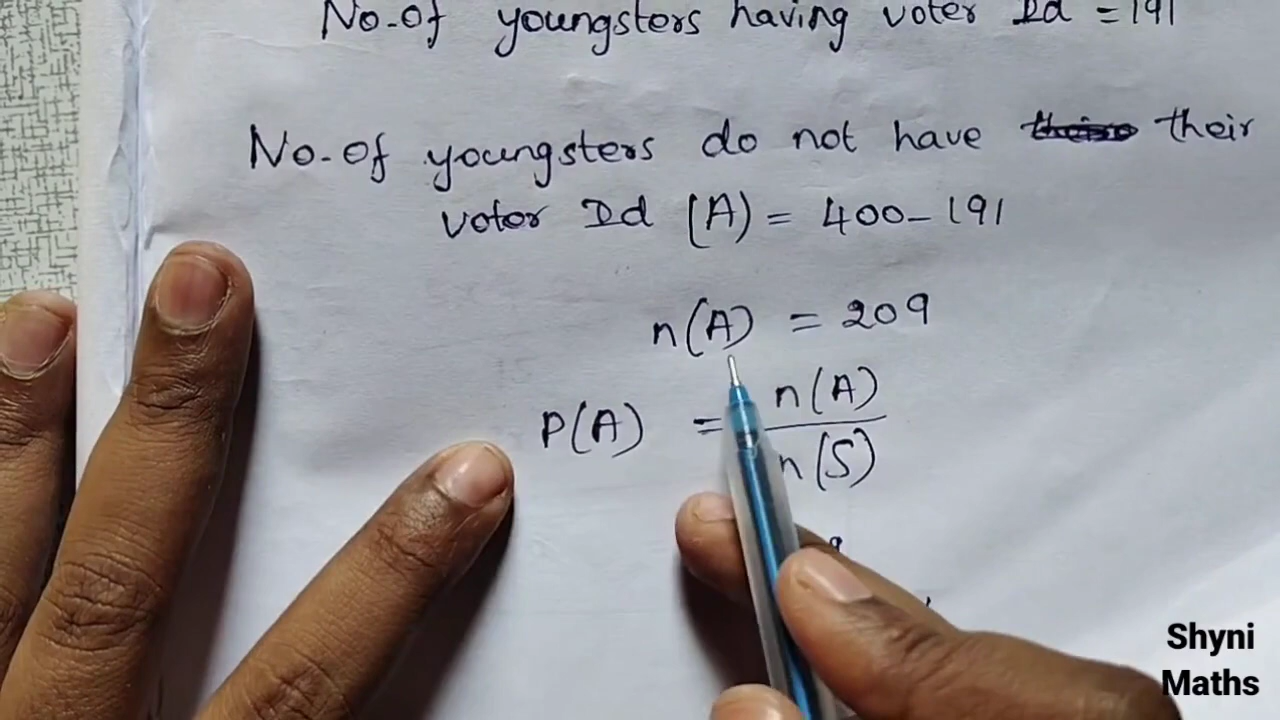 No. of youngsters having voter Id = 191
No. of youngsters do not have their
voter Id (A) = 400 - 191
n(A) = 209
P(A) = n(A)
n(S)
Shyni
Maths